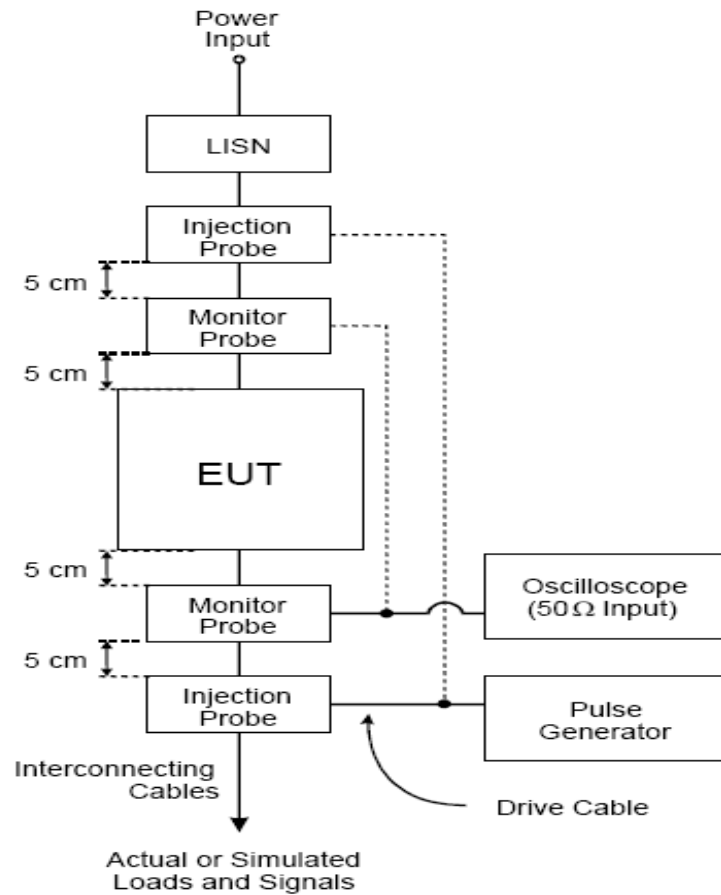 Power
Input
LISN
Injection
Probe
5 cm
Monitor
Probe
5 cm
EUT
5 cm
Monitor
Probe
Oscilloscope
(50Ω Input)
5 cm
Injection
Probe
Pulse
Generator
Interconnecting
Cables
Drive Cable
Actual or Simulated
Loads and Signals